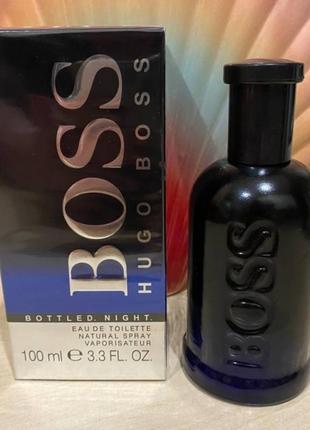 BOSS
HUGO BOSS
BOTTLED. NIGHT.
EAU DE TOILETTE
NATURAL SPRAY
VAPORISATEUR
100 ml ℮ 3.3 FL. OZ.
BOSS